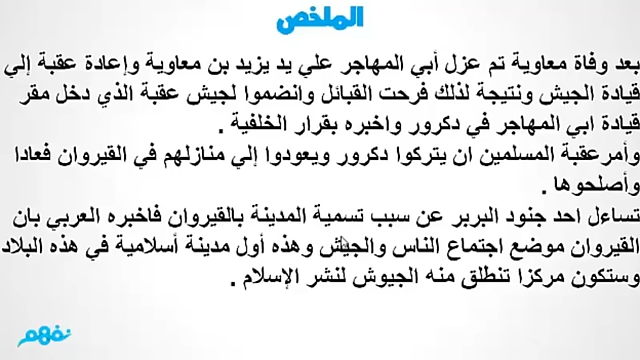 الملخص
بعد وفاة معاوية تم عزل أبي المهاجر علي يد يزيد بن معاوية وإعادة عقبة إلي
قيادة الجيش ونتيجة لذلك فرحت القبائل وانضموا لجيش عقبة الذي دخل مقر
قيادة ابي المهاجر في دكرور واخبره بقرار الخلفية .
وأمرعقبة المسلمين ان يتركوا دكرور ويعودوا إلي منازلهم في القيروان فعادا
وأصلحوها .
تساءل احد جنود البربر عن سبب تسمية المدينة بالقيروان فاخبره العربي بان
القيروان موضع اجتماع الناس والجيش وهذه أول مدينة أسلامية في هذه البلاد
وستكون مركزا تنطلق منه الجيوش لنشر الإسلام .
نفهم